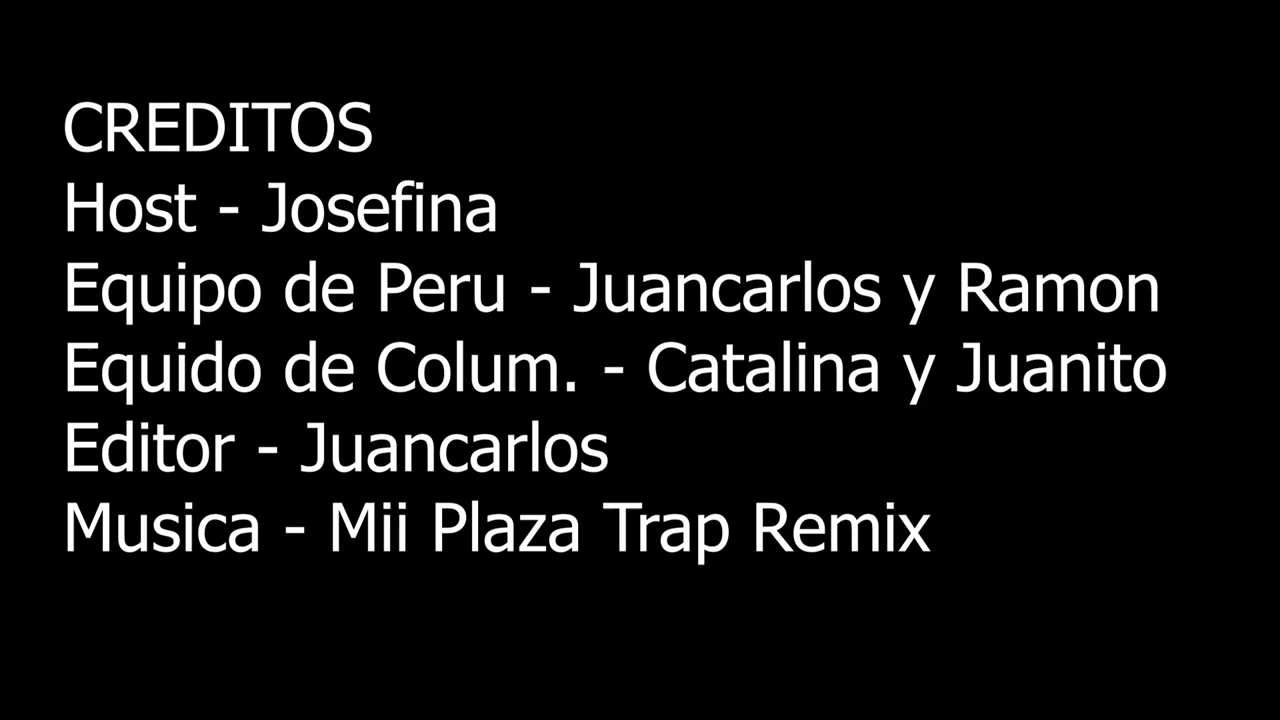 CREDITOS
Host - Josefina
Equipo de Peru - Juancarlos y Ramon
Equido de Colum. - Catalina y Juanito
Editor - Juancarlos
Musica - Mii Plaza Trap Remix